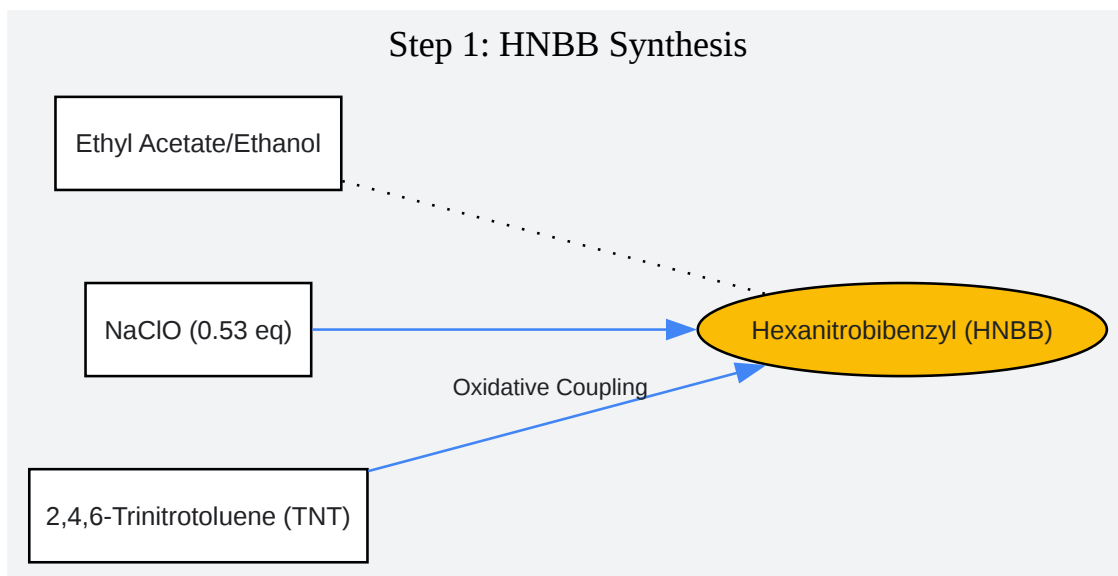 Step 1: HNBB Synthesis
Ethyl Acetate/Ethanol
NaClO (0.53 eq)
Hexanitrobibenzyl (HNBB)
Oxidative Coupling
2,4,6-Trinitrotoluene (TNT)